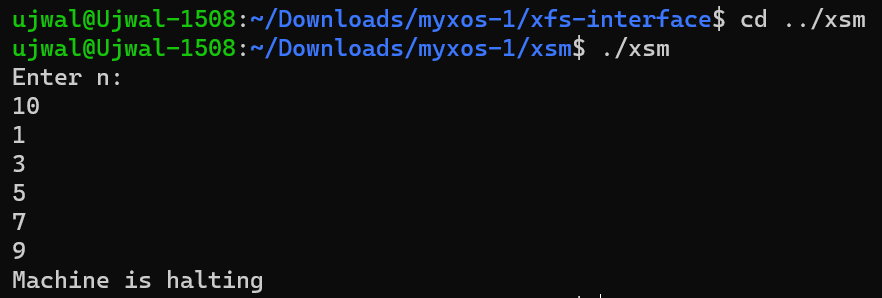 ujwal@Ujwal-1508:~/Downloads/myxos-1/xfs-interface$ cd ../xsm
ujwal@Ujwal-1508:~/Downloads/myxos-1/xsm$ ./xsm
Enter n:
10
1
3
5
7
9
Machine is halting